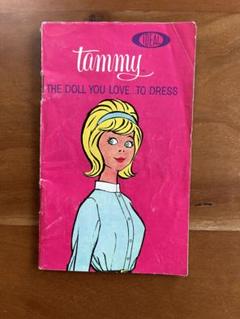 IDEAL
tammy
THE DOLL YOU LOVE TO DRESS